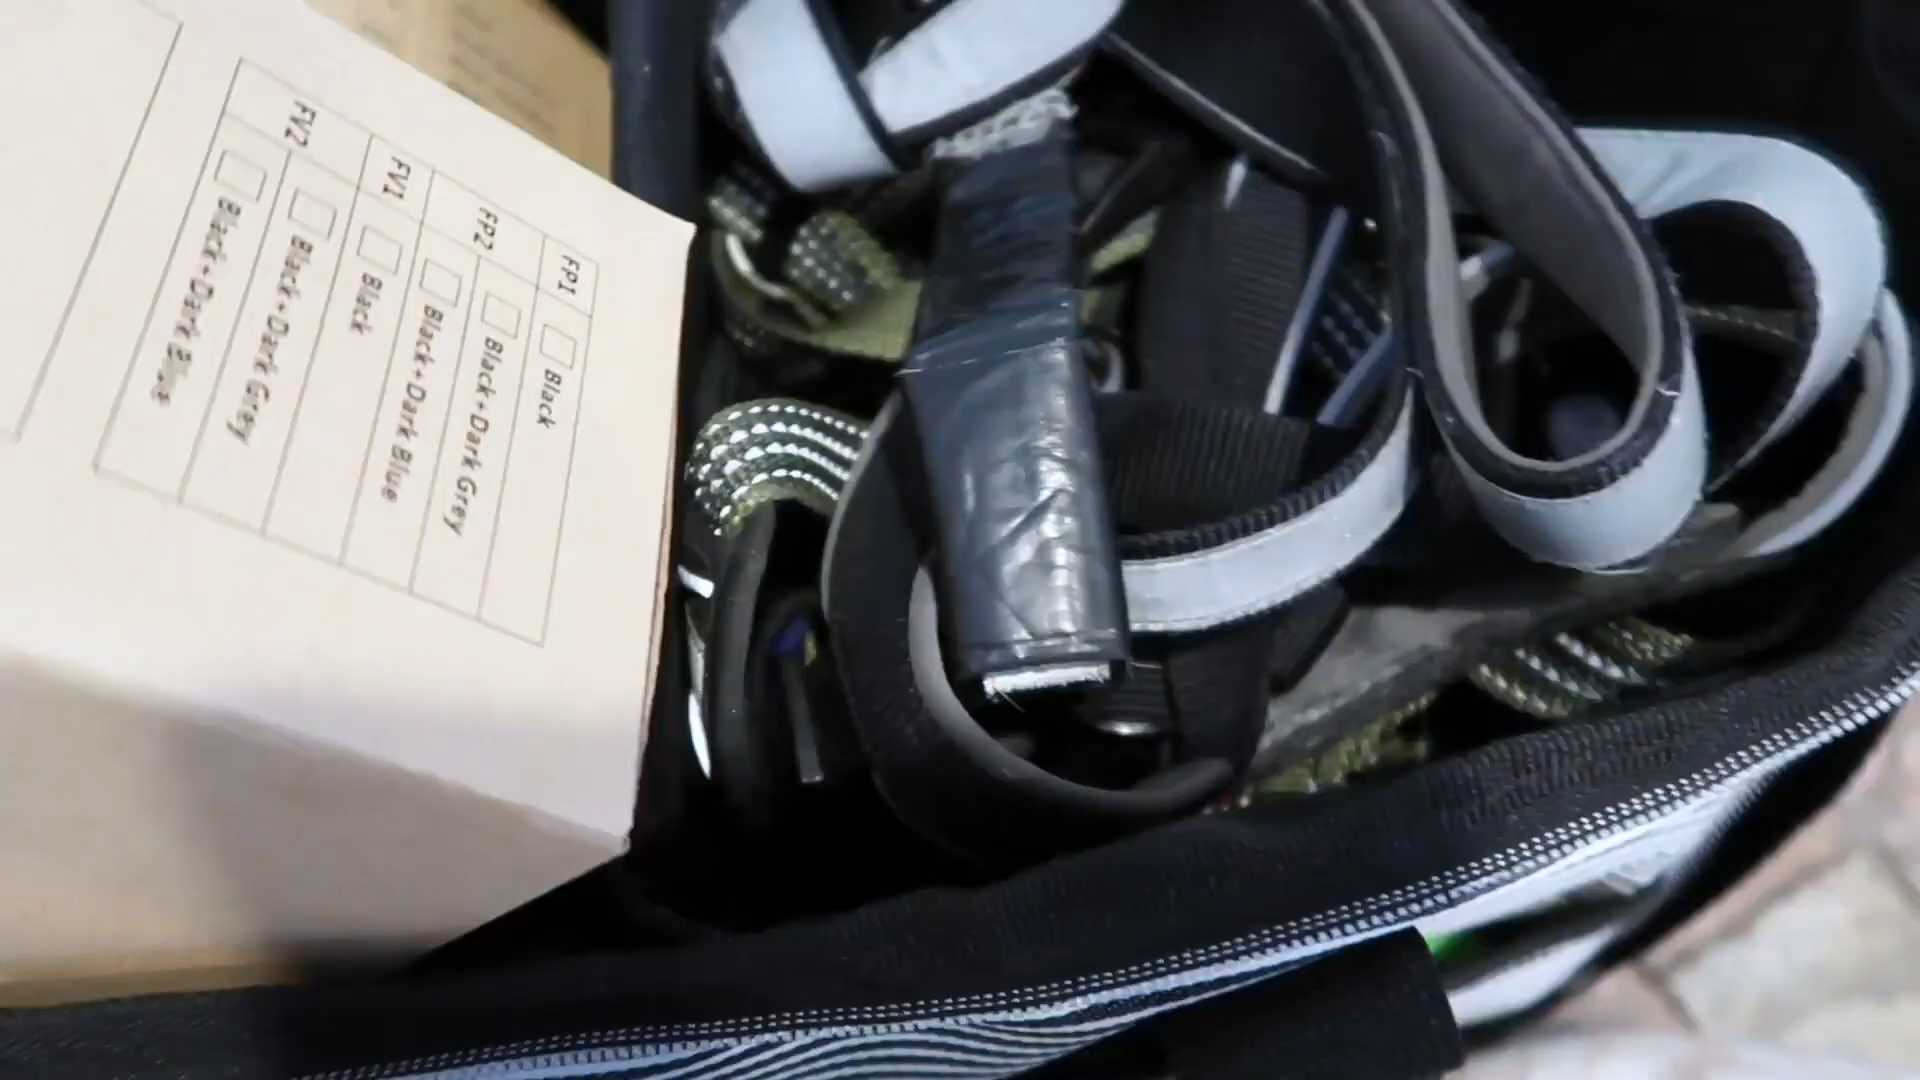 FP1
Black
FP2
Black+Dark Grey
Black+Dark Blue
FV1
Black
FV2
Black+Dark Grey
Black+Dark Blue